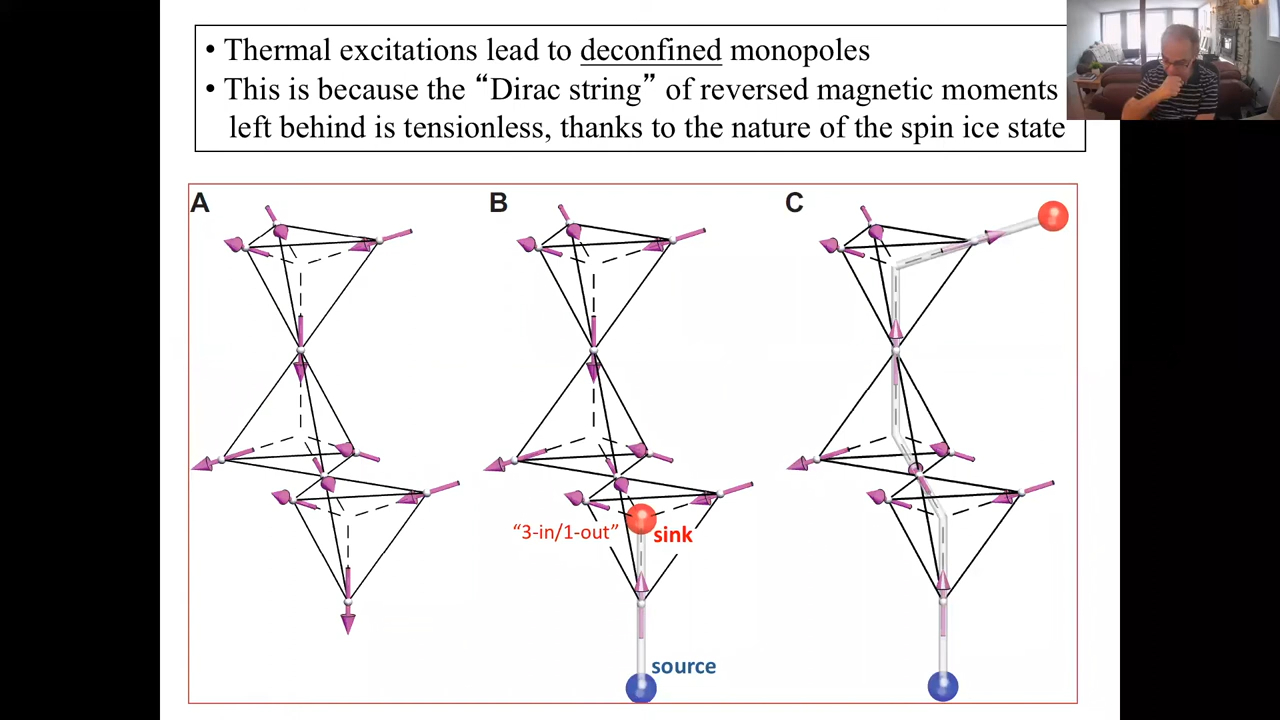 • Thermal excitations lead to deconfined monopoles
• This is because the “Dirac string” of reversed magnetic moments
left behind is tensionless, thanks to the nature of the spin ice state
A
B
C
“3-in/1-out”
sink
source